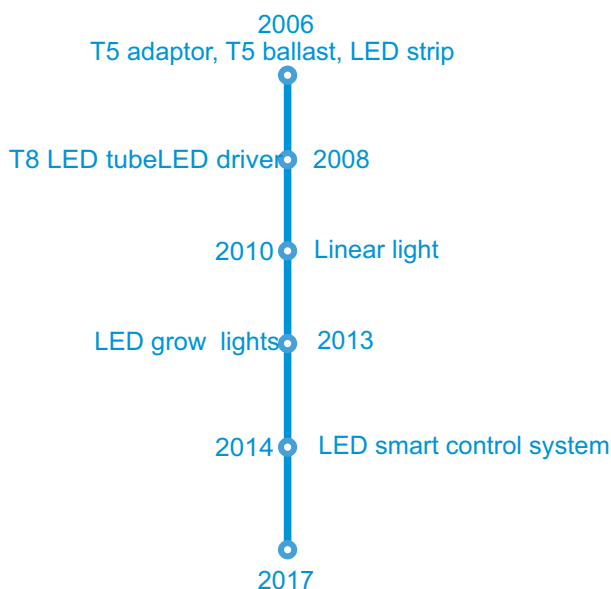 2006
T5 adaptor, T5 ballast, LED strip
T8 LED tubeLED driver 2008
2010 Linear light
LED grow  lights 2013
2014 LED smart control system
2017